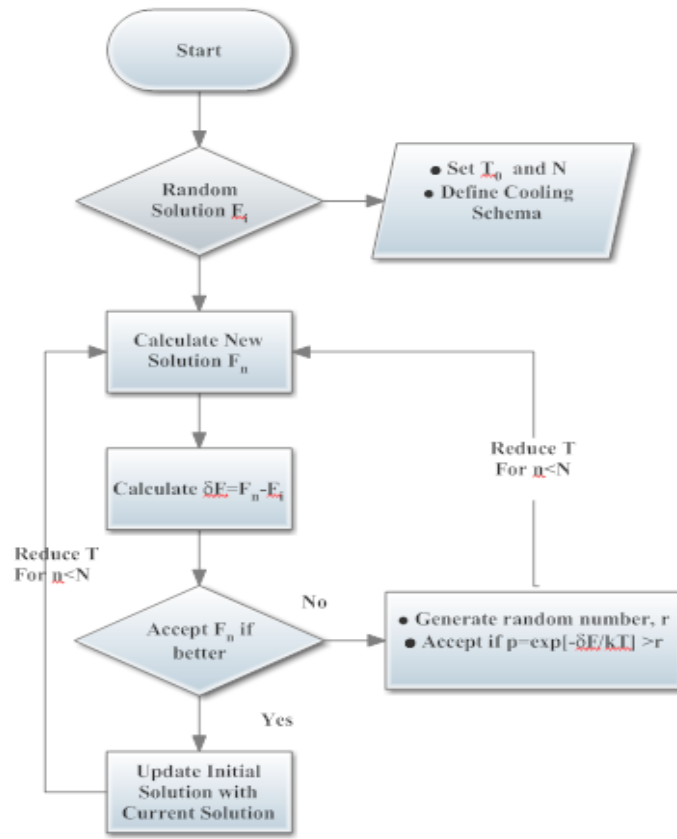 Start
Random
Solution Fi
● Set T0 and N
● Define Cooling
Schema
Calculate New
Solution Fn
Calculate δF=Fn-Fi
Reduce T
For n<N
Reduce T
For n<N
Accept Fn if
better
No
● Generate random number, r
● Accept if p=exp[-δF/kT] >r
Yes
Update Initial
Solution with
Current Solution